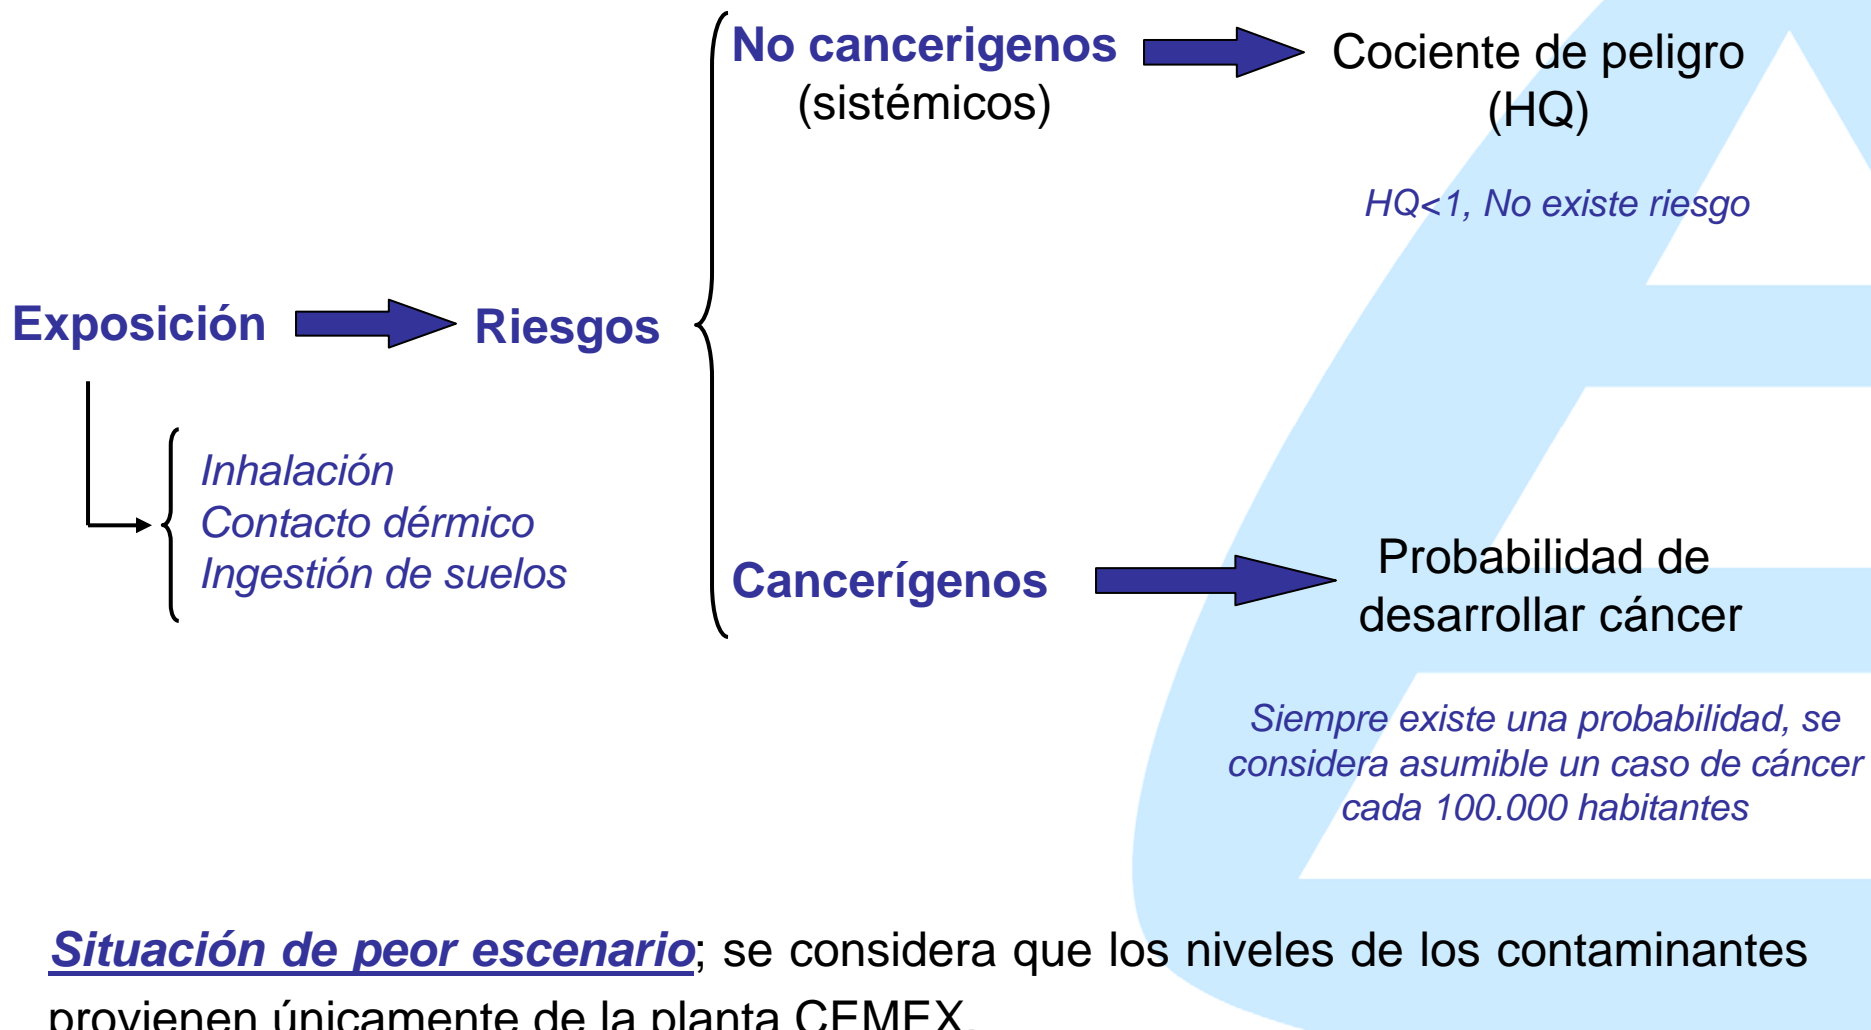 No cancerigenos
(sistémicos)
Cociente de peligro
(HQ)
HQ<1, No existe riesgo
Exposición
Riesgos
Inhalación
Contacto dérmico
Ingestión de suelos
Cancerígenos
Probabilidad de
desarrollar cáncer
Siempre existe una probabilidad, se
considera asumible un caso de cáncer
cada 100.000 habitantes
Situación de peor escenario; se considera que los niveles de los contaminantes
provienen únicamente de la planta CEMEX.